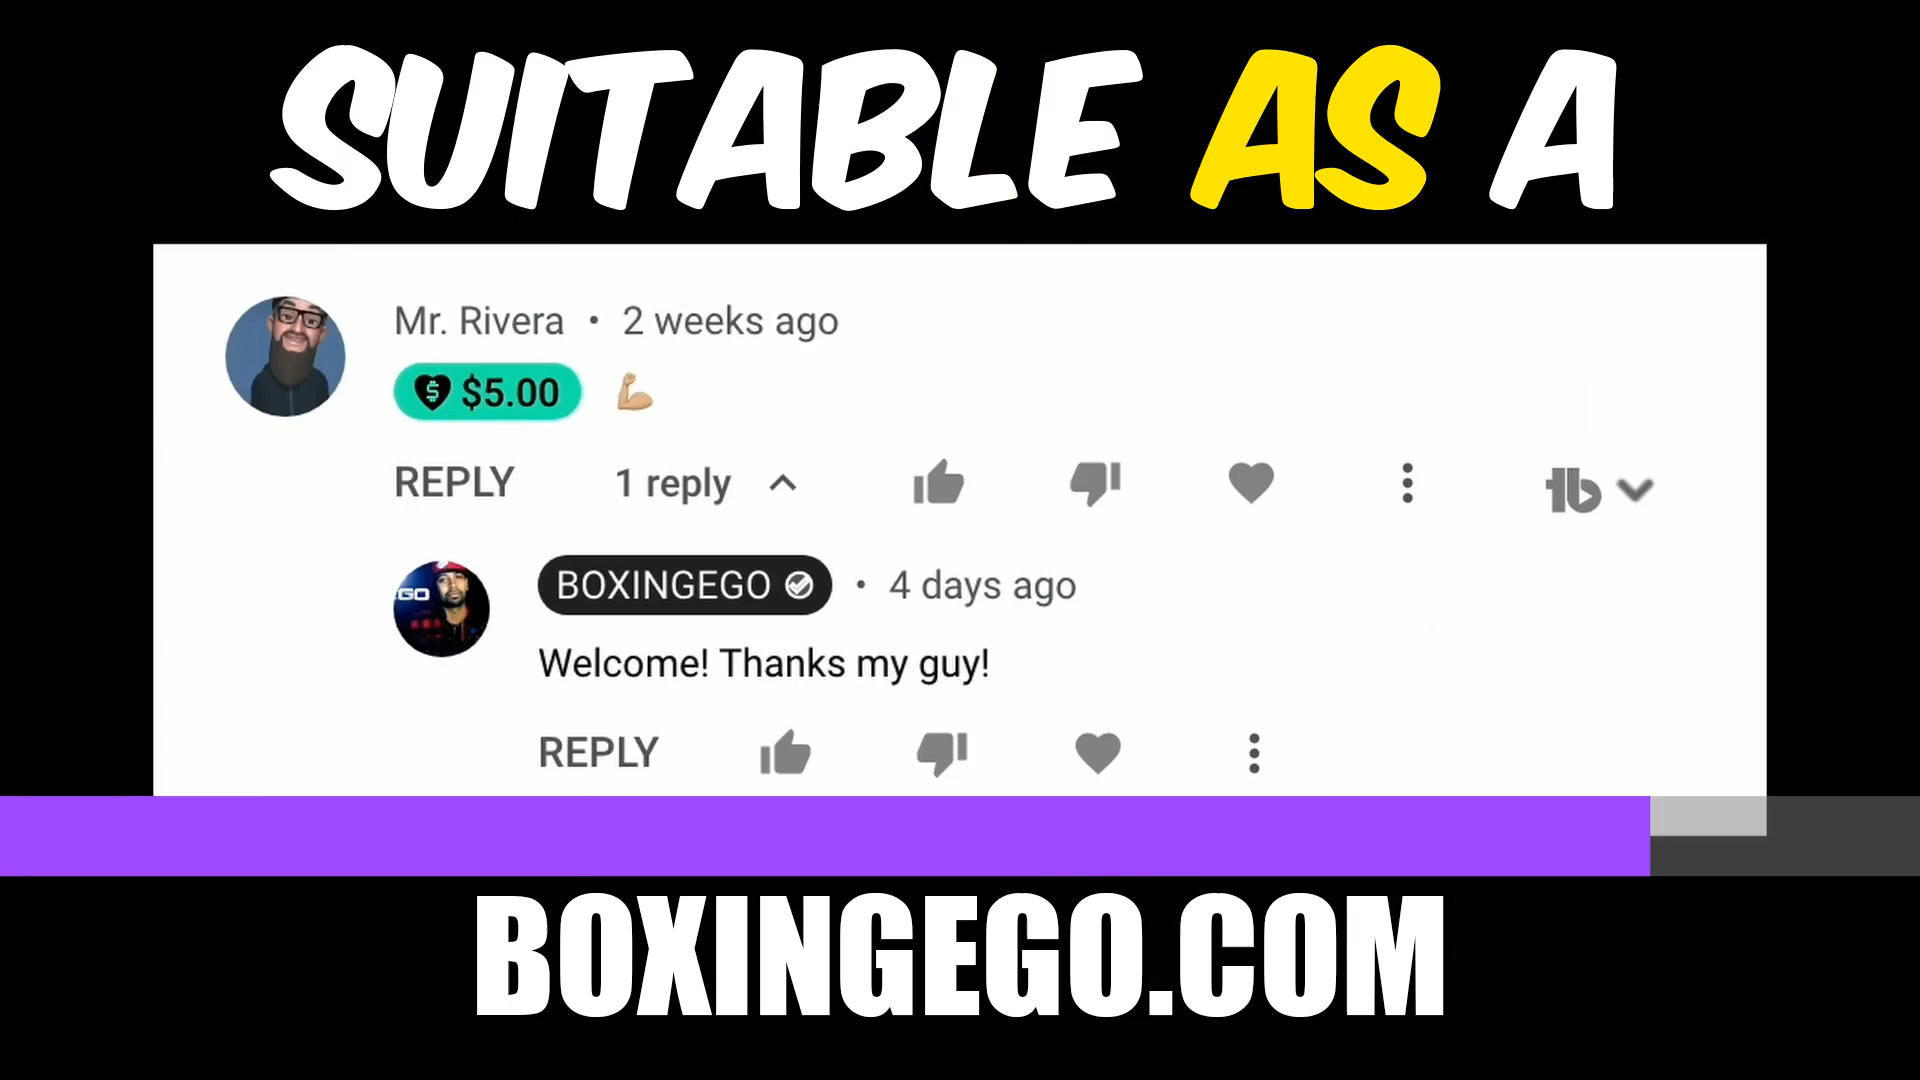 SUITABLE AS A
Mr. Rivera • 2 weeks ago
$5.00 💪🏼
REPLY 1 reply
GO
BOXINGEGO • 4 days ago
Welcome! Thanks my guy!
REPLY
BOXINGEGO.COM